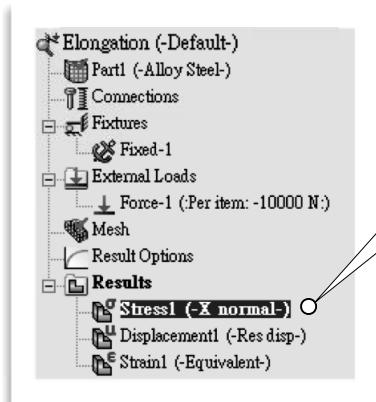 Elongation (-Default-)
Part1 (-Alloy Steel-)
Connections
Fixtures
Fixed-1
External Loads
Force-1 (:Per item: -10000 N:)
Mesh
Result Options
Results
σ Stress1 (-X normal-)
u Displacement1 (-Res disp-)
ε Strain1 (-Equivalent-)